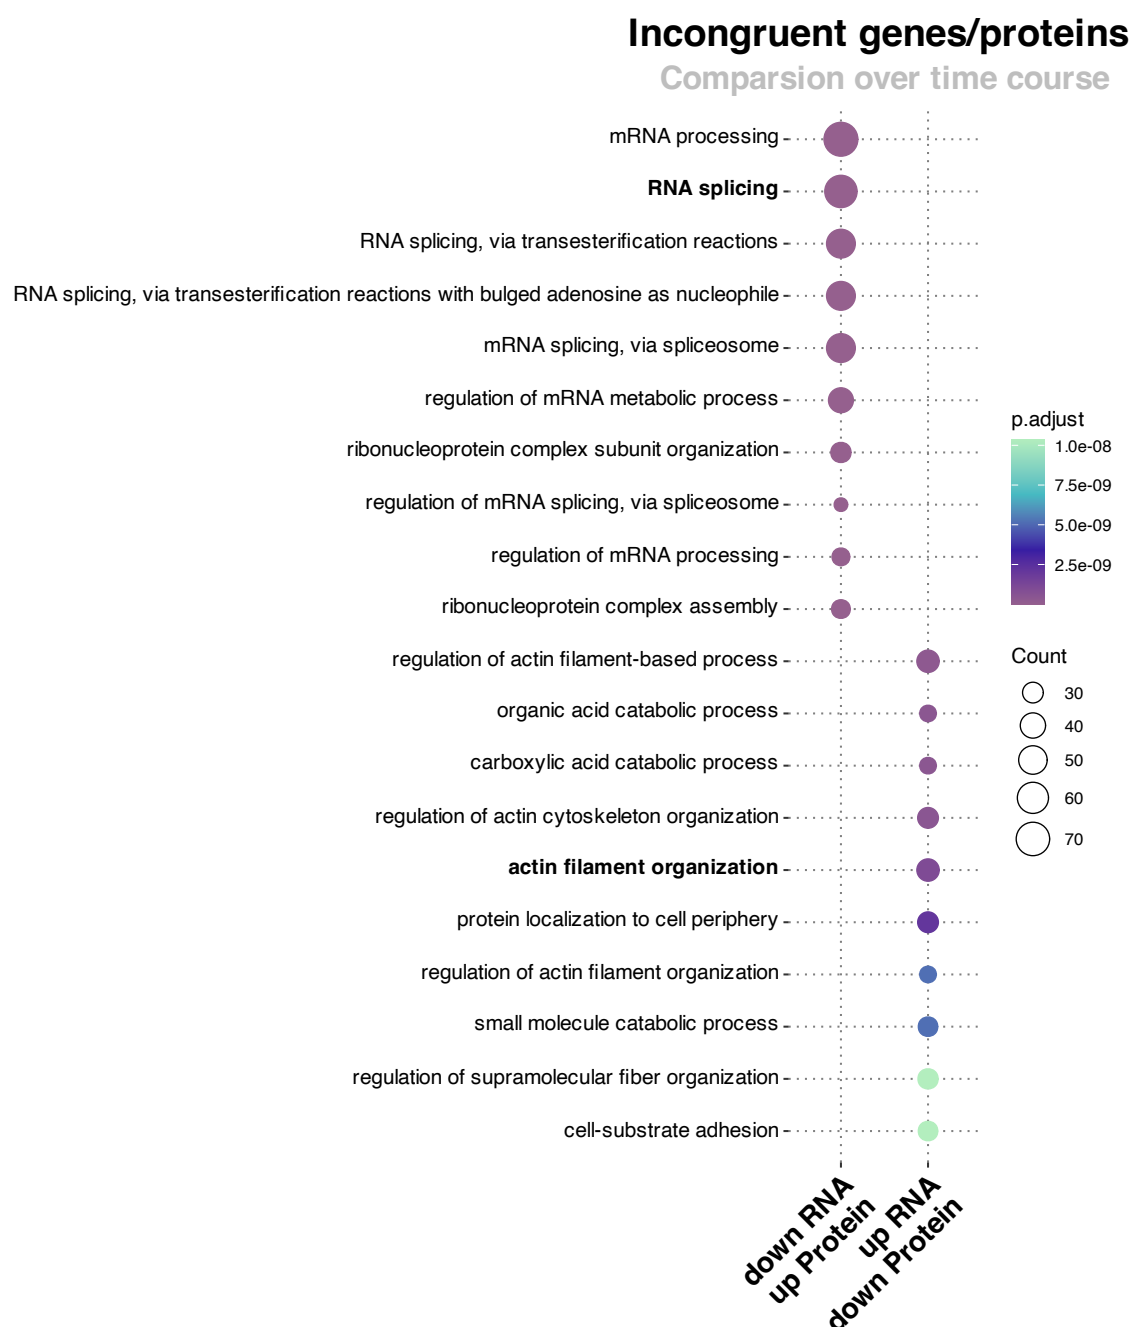 Incongruent genes/proteins
Comparsion over time course
mRNA processing
RNA splicing
RNA splicing, via transesterification reactions
RNA splicing, via transesterification reactions with bulged adenosine as nucleophile
mRNA splicing, via spliceosome
regulation of mRNA metabolic process
ribonucleoprotein complex subunit organization
regulation of mRNA splicing, via spliceosome
regulation of mRNA processing
ribonucleoprotein complex assembly
regulation of actin filament-based process
organic acid catabolic process
carboxylic acid catabolic process
regulation of actin cytoskeleton organization
actin filament organization
protein localization to cell periphery
regulation of actin filament organization
small molecule catabolic process
regulation of supramolecular fiber organization
cell-substrate adhesion
down RNA
up Protein
up RNA
down Protein
p.adjust
1.0e-08
7.5e-09
5.0e-09
2.5e-09
Count
30
40
50
60
70